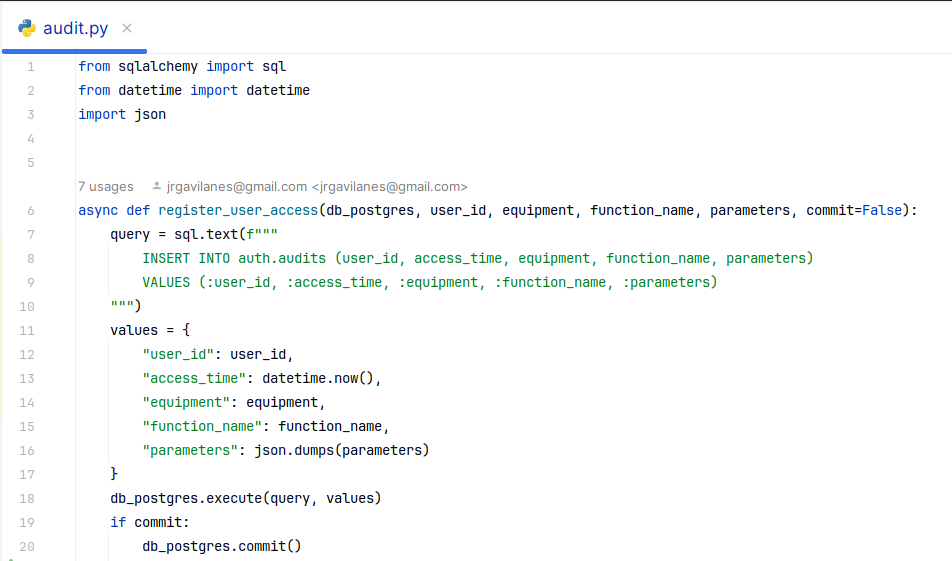 audit.py
1 from sqlalchemy import sql
2 from datetime import datetime
3 import json
4
5
7 usages jrgavilanes@gmail.com <jrgavilanes@gmail.com>
6 async def register_user_access(db_postgres, user_id, equipment, function_name, parameters, commit=False):
7     query = sql.text(f"""
8         INSERT INTO auth.audits (user_id, access_time, equipment, function_name, parameters)
9         VALUES (:user_id, :access_time, :equipment, :function_name, :parameters)
10     """)
11     values = {
12         "user_id": user_id,
13         "access_time": datetime.now(),
14         "equipment": equipment,
15         "function_name": function_name,
16         "parameters": json.dumps(parameters)
17     }
18     db_postgres.execute(query, values)
19     if commit:
20         db_postgres.commit()